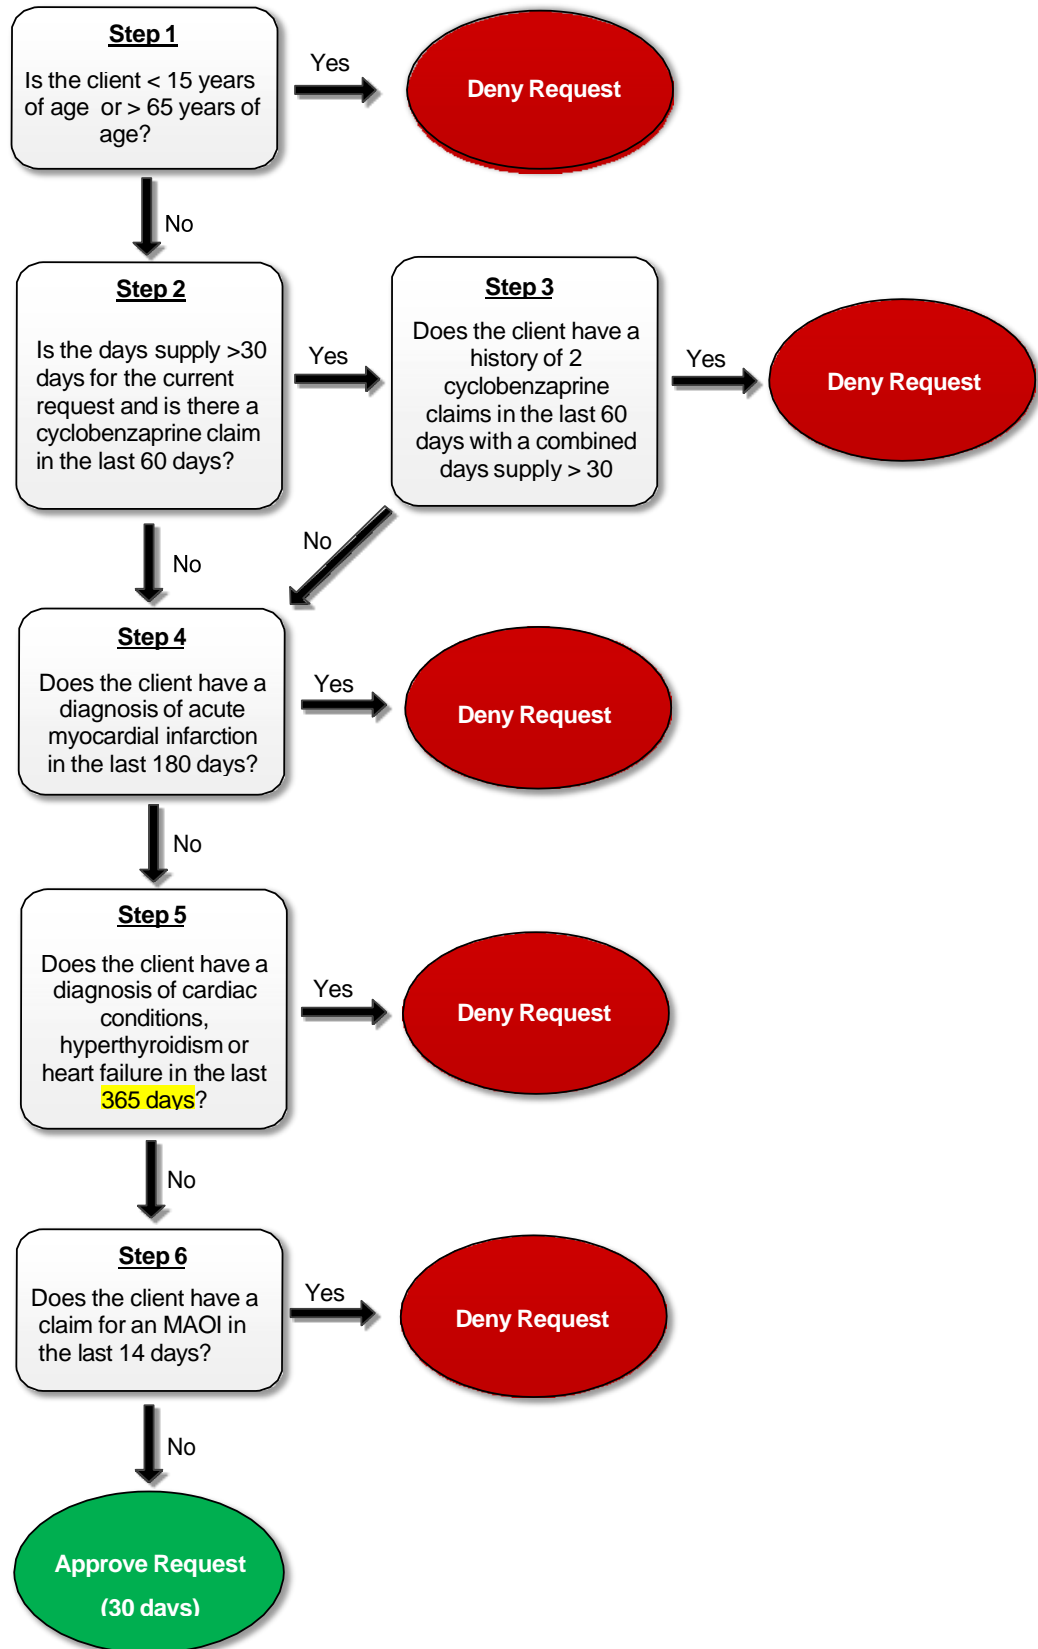 Step 1
Is the client < 15 years
of age or > 65 years of
age?
Yes
Deny Request
No
Step 2
Is the days supply >30
days for the current
request and is there a
cyclobenzaprine claim
in the last 60 days?
Yes
Step 3
Does the client have a
history of 2
cyclobenzaprine
claims in the last 60
days with a combined
days supply > 30
Yes
Deny Request
No
No
Step 4
Does the client have a
diagnosis of acute
myocardial infarction
in the last 180 days?
Yes
Deny Request
No
Step 5
Does the client have a
diagnosis of cardiac
conditions,
hyperthyroidism or
heart failure in the last
365 days?
Yes
Deny Request
No
Step 6
Does the client have a
claim for an MAOI in
the last 14 days?
Yes
Deny Request
No
Approve Request
(30 days)